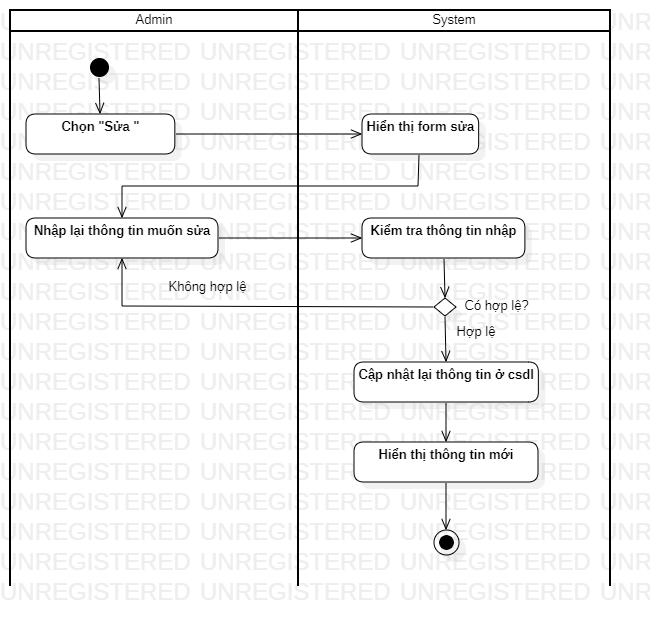 Admin
System
Chọn "Sửa "
Hiển thị form sửa
Nhập lại thông tin muốn sửa
Kiểm tra thông tin nhập
Không hợp lệ
Có hợp lệ?
Hợp lệ
Cập nhật lại thông tin ở csdl
Hiển thị thông tin mới
UNREGISTERED